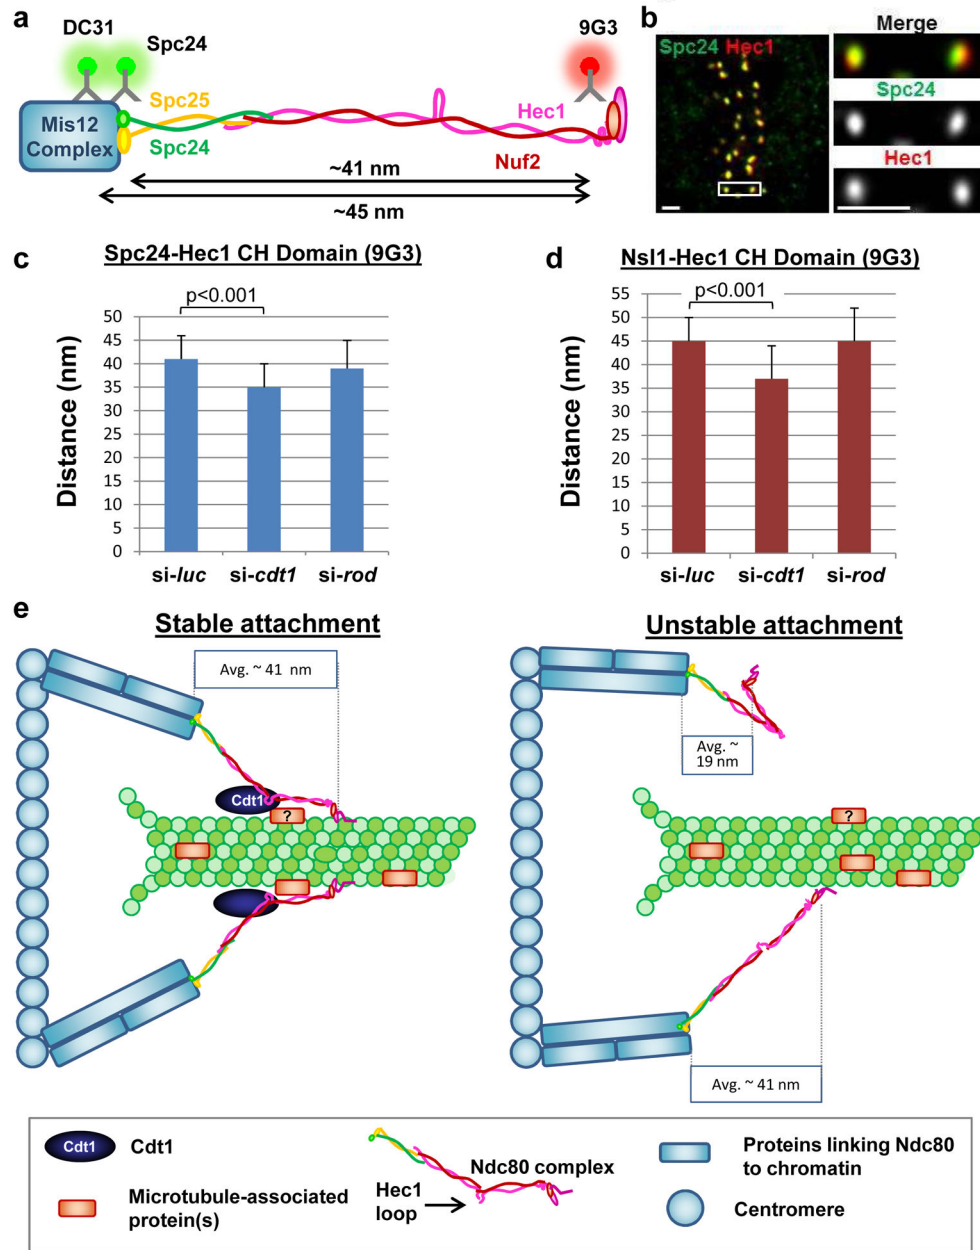 a
DC31
Spc24
9G3
Spc25
Hec1
Mis12
Complex
Spc24
Nuf2
~41 nm
~45 nm
b
Spc24 Hec1
Merge
Spc24
Hec1
c
Spc24-Hec1 CH Domain (9G3)
p<0.001
Distance (nm)
50
45
40
35
30
25
20
15
10
5
0
si-luc si-cdt1 si-rod
d
Nsl1-Hec1 CH Domain (9G3)
p<0.001
Distance (nm)
55
50
45
40
35
30
25
20
15
10
5
0
si-luc si-cdt1 si-rod
e
Stable attachment
Avg. ~ 41 nm
Cdt1
?
Unstable attachment
Avg. ~
19 nm
?
Avg. ~ 41 nm
Cdt1
Cdt1
Microtubule-associated
protein(s)
Ndc80 complex
Hec1
loop
Proteins linking Ndc80
to chromatin
Centromere